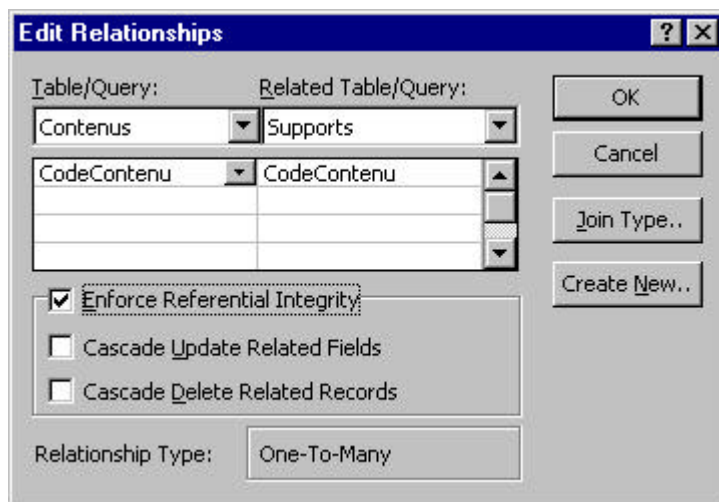 Edit Relationships
Table/Query: Related Table/Query:
Contenus Supports
CodeContenu CodeContenu
Enforce Referential Integrity
Cascade Update Related Fields
Cascade Delete Related Records
Relationship Type: One-To-Many
OK
Cancel
Join Type..
Create New..